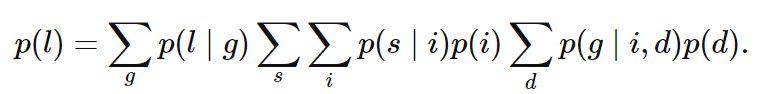 p(l) = ∑_g p(l | g) ∑_s ∑_i p(s | i)p(i) ∑_d p(g | i, d)p(d).